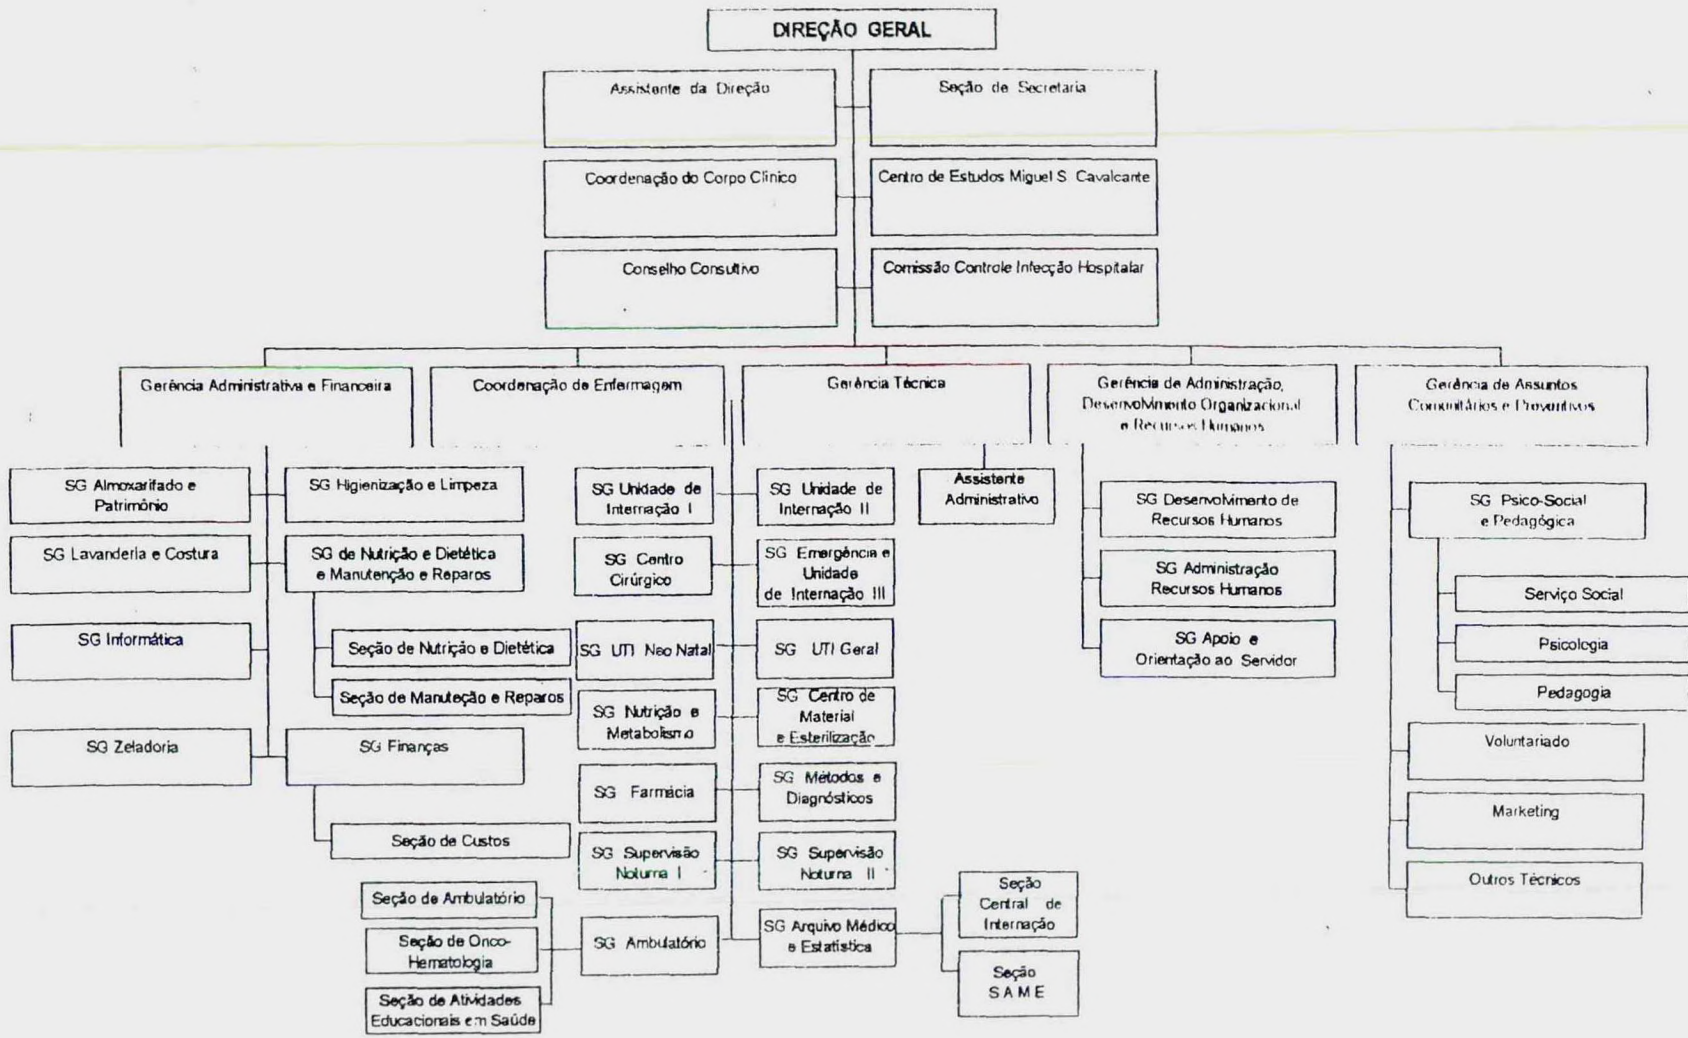 DIREÇÃO GERAL
Assistente da Direção
Seção de Secretaria
Coordenação do Corpo Clínico
Centro de Estudos Miguel S Cavalcante
Conselho Consultivo
Comissão Controle Infecção Hospitalar
Gerência Administrativa e Financeira
Coordenação de Enfermagem
Gerência Técnica
Gerência de Administração,
Desenvolvimento Organizacional
e Recursos Humanos
Gerência de Assuntos
Comunitários e Preventivos
SG Almoxarifado e
Patrimônio
SG Higienização e Limpeza
SG Lavanderia e Costura
SG de Nutrição e Dietética
e Manutenção e Reparos
SG Informática
Seção de Nutrição e Dietética
Seção de Manuteção e Reparos
SG Zeladoria
SG Finanças
Seção de Custos
SG Unidade de
Internação I
SG Unidade de
Internação II
SG Centro
Cirúrgico
SG Emergência e
Unidade
de Internação III
SG UTI Neo Natal
SG UTI Geral
SG Nutrição e
Metabolismo
SG Centro de
Material
e Esterilização
SG Farmácia
SG Métodos e
Diagnósticos
SG Supervisão
Noturna I
SG Supervisão
Noturna II
SG Ambulatório
SG Arquivo Médico
e Estatística
Seção de Ambulatório
Seção de Onco-
Hematologia
Seção de Atividades
Educacionais em Saúde
Seção
Central de
Internação
Seção
S A M E
Assistente
Administrativo
SG Desenvolvimento de
Recursos Humanos
SG Administração
Recursos Humanos
SG Apoio e
Orientação ao Servidor
SG Psico-Social
e Pedagógica
Serviço Social
Psicologia
Pedagogia
Voluntariado
Marketing
Outros Técnicos